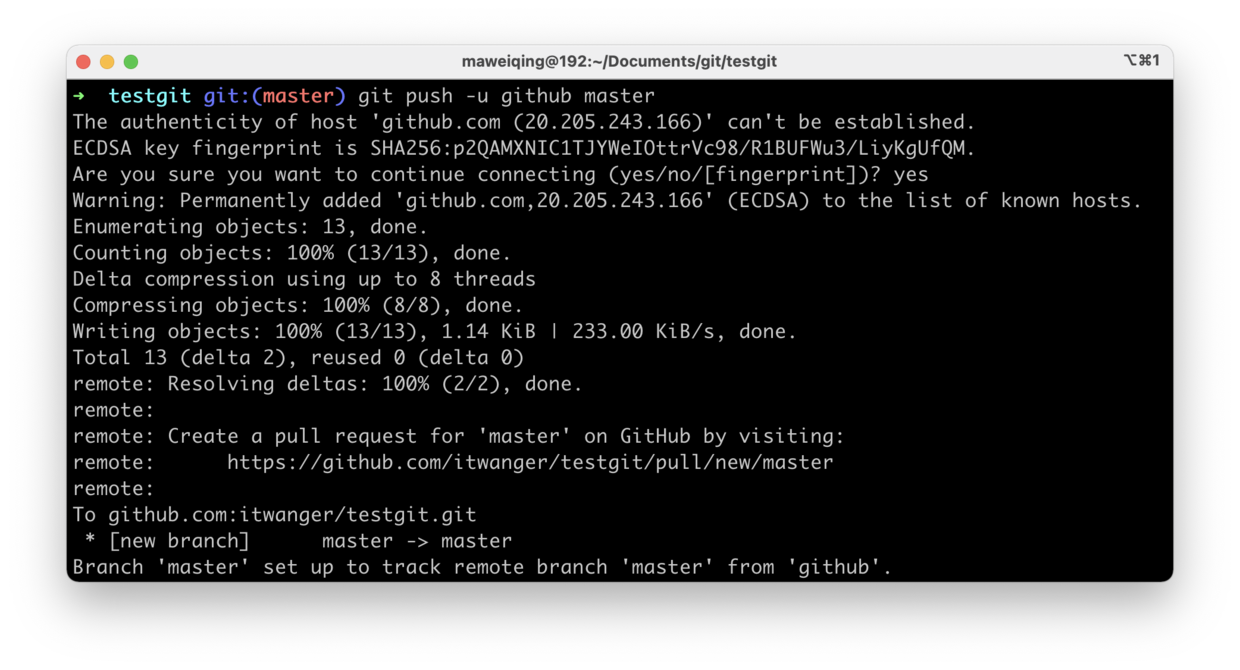 maweiqing@192:~/Documents/git/testgit ⌥⌘1
→ testgit git:(master) git push -u github master
The authenticity of host 'github.com (20.205.243.166)' can't be established.
ECDSA key fingerprint is SHA256:p2QAMXNIC1TJYWeIOttrVc98/R1BUFWu3/LiyKgUfQM.
Are you sure you want to continue connecting (yes/no/[fingerprint])? yes
Warning: Permanently added 'github.com,20.205.243.166' (ECDSA) to the list of known hosts.
Enumerating objects: 13, done.
Counting objects: 100% (13/13), done.
Delta compression using up to 8 threads
Compressing objects: 100% (8/8), done.
Writing objects: 100% (13/13), 1.14 KiB | 233.00 KiB/s, done.
Total 13 (delta 2), reused 0 (delta 0)
remote: Resolving deltas: 100% (2/2), done.
remote:
remote: Create a pull request for 'master' on GitHub by visiting:
remote:      https://github.com/itwanger/testgit/pull/new/master
remote:
To github.com:itwanger/testgit.git
 * [new branch]      master -> master
Branch 'master' set up to track remote branch 'master' from 'github'.